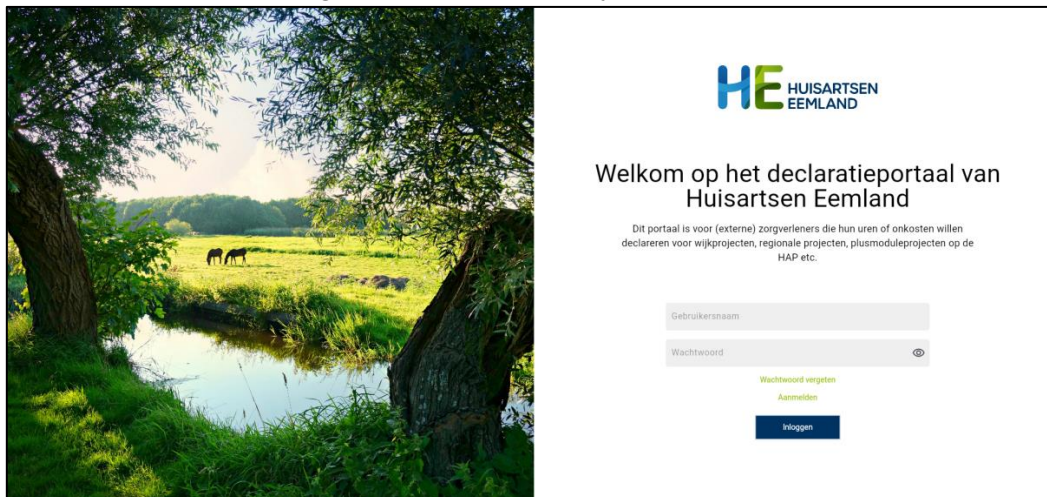 HE HUISARTSEN
EEMLAND
Welkom op het declaratieportaal van
Huisartsen Eemland
Dit portaal is voor (externe) zorgverleners die hun uren of onkosten willen
declareren voor wijkprojecten, regionale projecten, plusmoduleprojecten op de
HAP etc.
Gebruikersnaam
Wachtwoord
Wachtwoord vergeten
Aanmelden
Inloggen